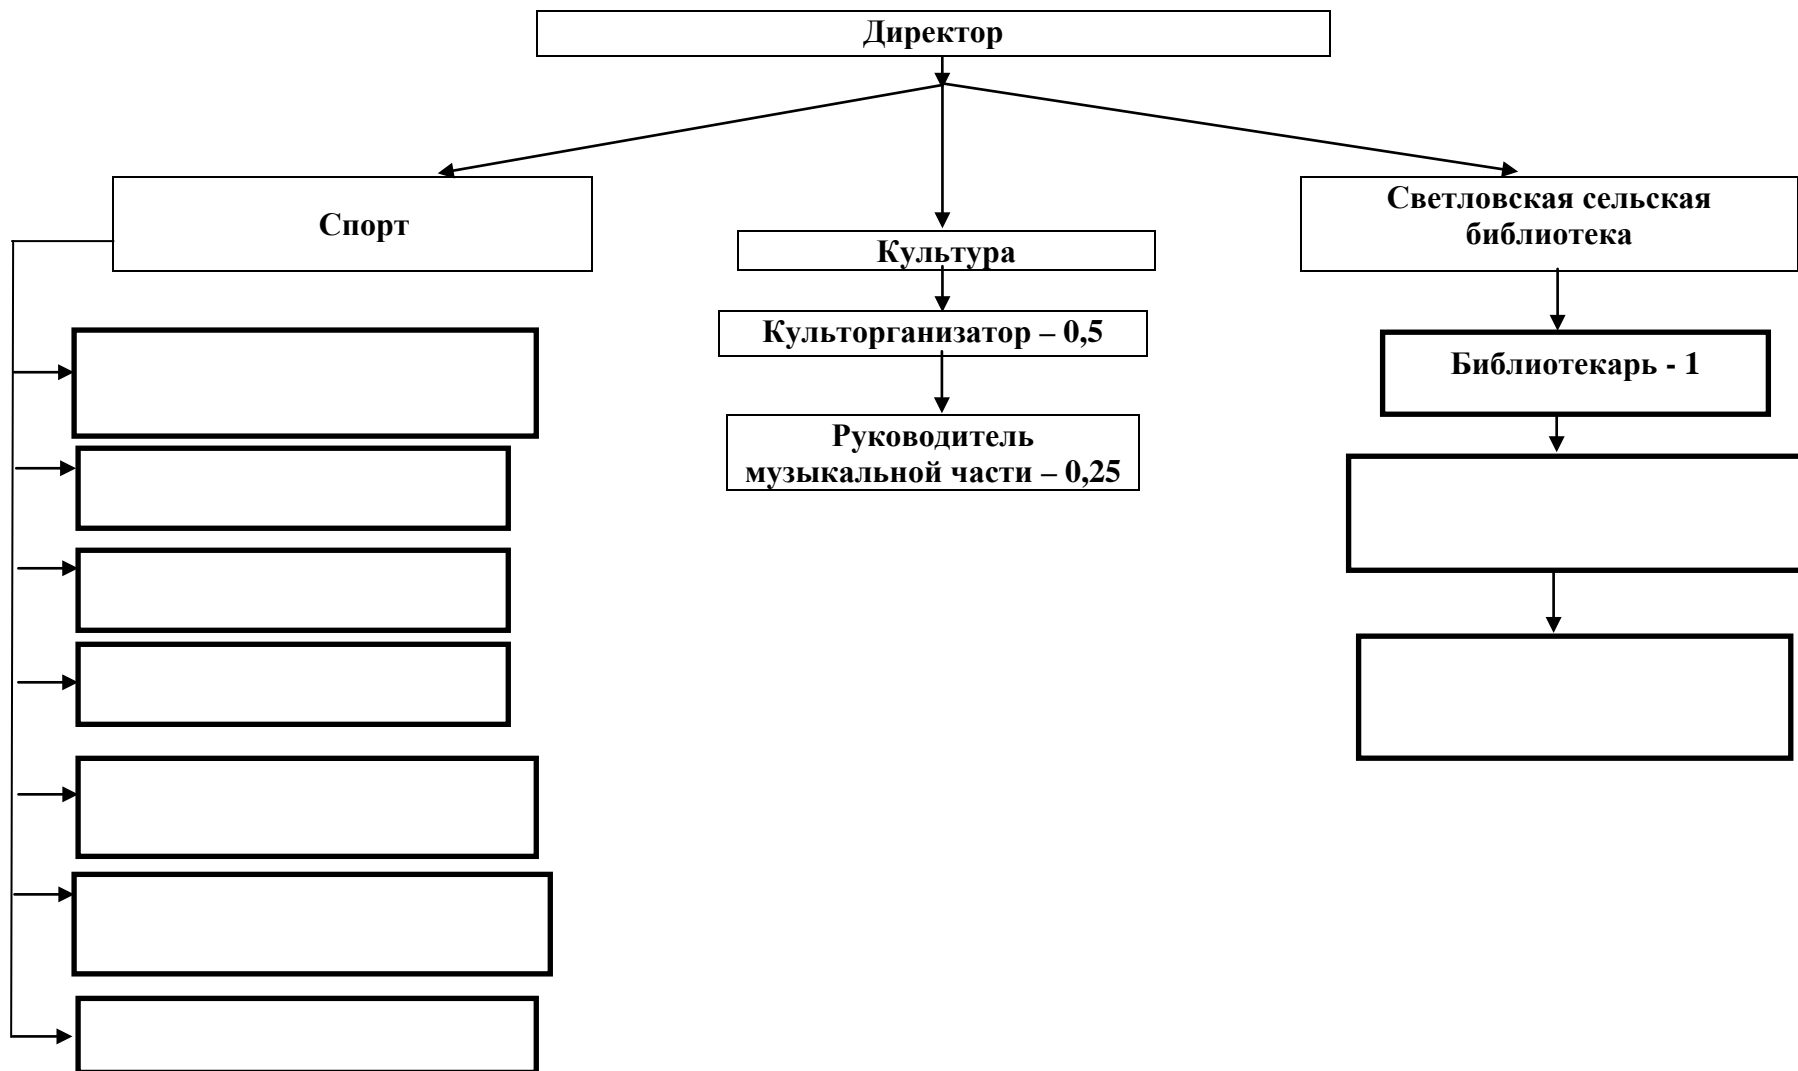 Директор
Спорт
Культура
Светловская сельская
библиотека
Культорганизатор – 0,5
Библиотекарь - 1
Руководитель
музыкальной части – 0,25